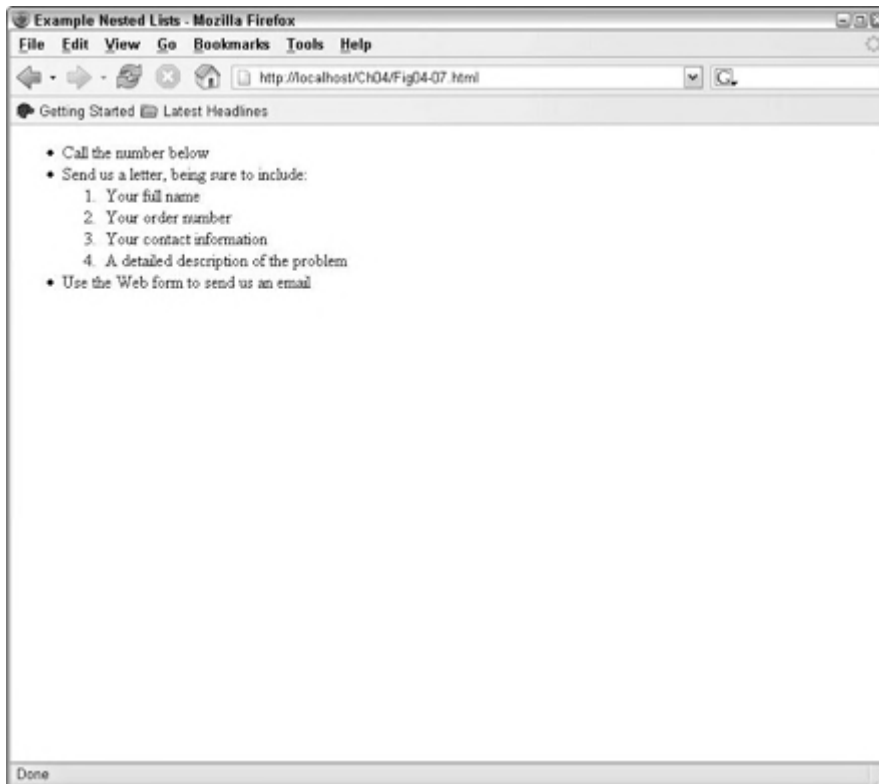 Example Nested Lists - Mozilla Firefox
File Edit View Go Bookmarks Tools Help
http://localhost/Ch04/Fig04-07.html
G
Getting Started Latest Headlines
• Call the number below
• Send us a letter, being sure to include:
1. Your full name
2. Your order number
3. Your contact information
4. A detailed description of the problem
• Use the Web form to send us an email
Done